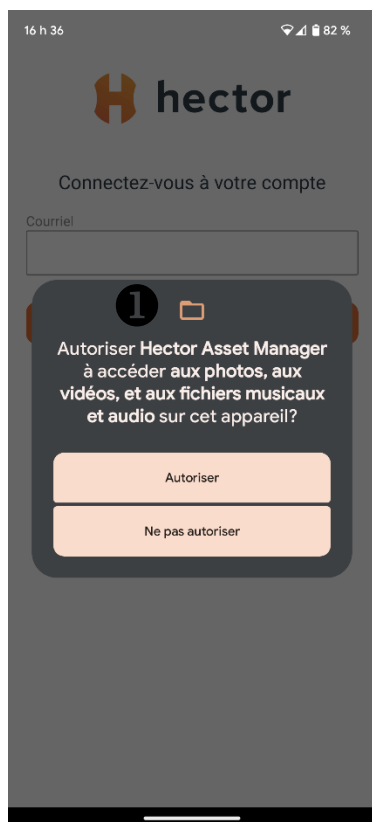 16 h 36
82 %
hector
Connectez-vous à votre compte
Courriel
1
Autoriser Hector Asset Manager
à accéder aux photos, aux
vidéos, et aux fichiers musicaux
et audio sur cet appareil?
Autoriser
Ne pas autoriser